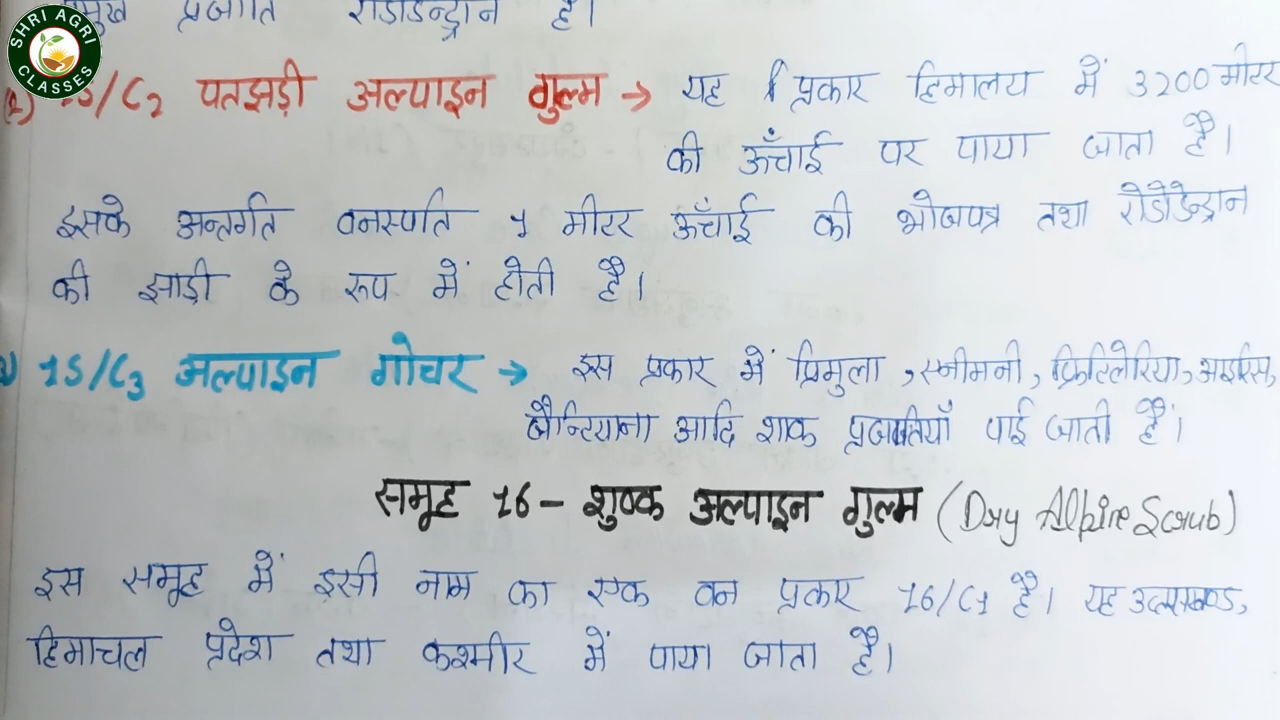 SHRI AGRI CLASSES
प्रजाति रोडोडेन्ड्रान है।
15/C2 पतझड़ी अल्पाइन गुल्म → यह प्रकार हिमालय में 3200 मीटर
की ऊँचाई पर पाया जाता है।
इसके अन्तर्गत वनस्पति 1 मीटर ऊँचाई की भोजपत्र तथा रोडोडेन्ड्रान
की झाड़ी के रूप में होती है।
15/C3 अल्पाइन गोचर → इस प्रकार में प्रिमुला, स्नीमनी, फ्रिटिलेरिया, आइरिस,
जैन्टियाना आदि शाक प्रजातियाँ पाई जाती हैं।
समूह 16 – शुष्क अल्पाइन गुल्म (Dry Alpine Scrub)
इस समूह में इसी नाम का एक वन प्रकार 16/C1 है। यह उत्तराखण्ड,
हिमाचल प्रदेश तथा कश्मीर में पाया जाता है।